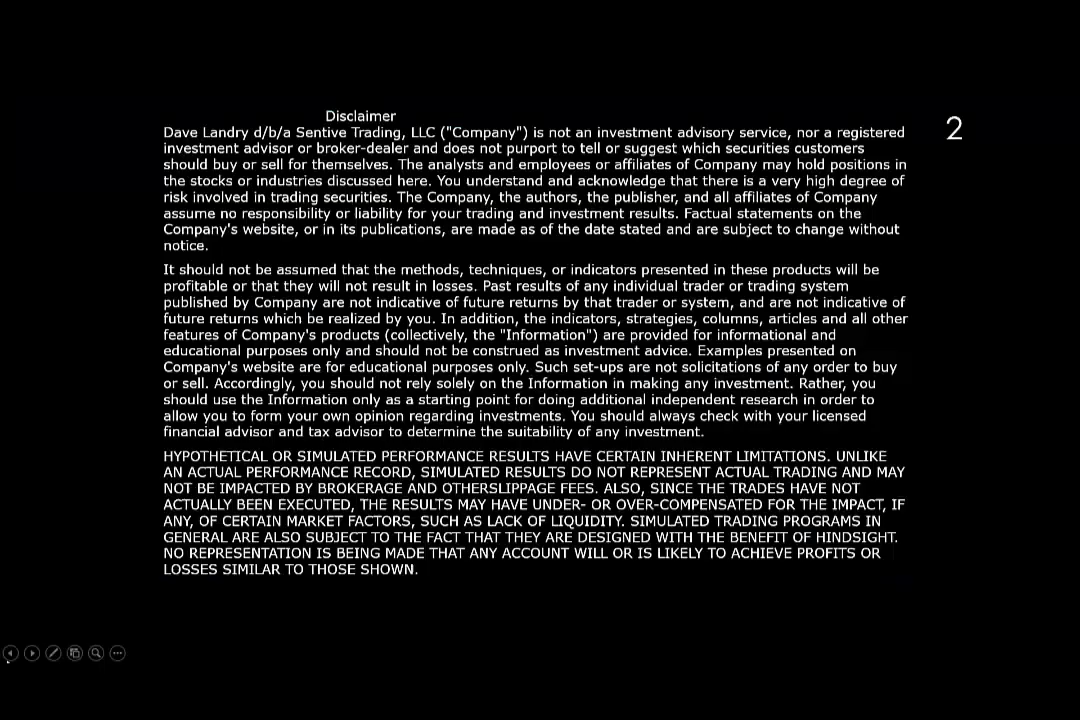 Disclaimer
2
Dave Landry d/b/a Sentive Trading, LLC ("Company") is not an investment advisory service, nor a registered
investment advisor or broker-dealer and does not purport to tell or suggest which securities customers
should buy or sell for themselves. The analysts and employees or affiliates of Company may hold positions in
the stocks or industries discussed here. You understand and acknowledge that there is a very high degree of
risk involved in trading securities. The Company, the authors, the publisher, and all affiliates of Company
assume no responsibility or liability for your trading and investment results. Factual statements on the
Company's website, or in its publications, are made as of the date stated and are subject to change without
notice.
It should not be assumed that the methods, techniques, or indicators presented in these products will be
profitable or that they will not result in losses. Past results of any individual trader or trading system
published by Company are not indicative of future returns by that trader or system, and are not indicative of
future returns which be realized by you. In addition, the indicators, strategies, columns, articles and all other
features of Company's products (collectively, the "Information") are provided for informational and
educational purposes only and should not be construed as investment advice. Examples presented on
Company's website are for educational purposes only. Such set-ups are not solicitations of any order to buy
or sell. Accordingly, you should not rely solely on the Information in making any investment. Rather, you
should use the Information only as a starting point for doing additional independent research in order to
allow you to form your own opinion regarding investments. You should always check with your licensed
financial advisor and tax advisor to determine the suitability of any investment.
HYPOTHETICAL OR SIMULATED PERFORMANCE RESULTS HAVE CERTAIN INHERENT LIMITATIONS. UNLIKE
AN ACTUAL PERFORMANCE RECORD, SIMULATED RESULTS DO NOT REPRESENT ACTUAL TRADING AND MAY
NOT BE IMPACTED BY BROKERAGE AND OTHERSLIPPAGE FEES. ALSO, SINCE THE TRADES HAVE NOT
ACTUALLY BEEN EXECUTED, THE RESULTS MAY HAVE UNDER- OR OVER-COMPENSATED FOR THE IMPACT, IF
ANY, OF CERTAIN MARKET FACTORS, SUCH AS LACK OF LIQUIDITY. SIMULATED TRADING PROGRAMS IN
GENERAL ARE ALSO SUBJECT TO THE FACT THAT THEY ARE DESIGNED WITH THE BENEFIT OF HINDSIGHT.
NO REPRESENTATION IS BEING MADE THAT ANY ACCOUNT WILL OR IS LIKELY TO ACHIEVE PROFITS OR
LOSSES SIMILAR TO THOSE SHOWN.